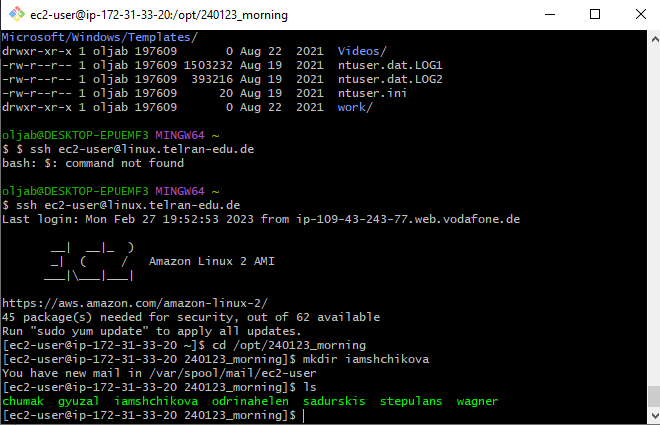 ec2-user@ip-172-31-33-20:/opt/240123_morning
Microsoft/Windows/Templates/
drwxr-xr-x 1 oljab 197609       0 Aug 22  2021  Videos/
-rw-r--r-- 1 oljab 197609 1503232 Aug 19  2021  ntuser.dat.LOG1
-rw-r--r-- 1 oljab 197609  393216 Aug 19  2021  ntuser.dat.LOG2
-rw-r--r-- 1 oljab 197609      20 Aug 19  2021  ntuser.ini
drwxr-xr-x 1 oljab 197609       0 Aug 22  2021  work/
oljab@DESKTOP-EPUEMF3 MINGW64 ~
$ $ ssh ec2-user@linux.telran-edu.de
bash: $: command not found
oljab@DESKTOP-EPUEMF3 MINGW64 ~
$ ssh ec2-user@linux.telran-edu.de
Last login: Mon Feb 27 19:52:53 2023 from ip-109-43-243-77.web.vodafone.de
       __|  __|_  )
       _|  (     /   Amazon Linux 2 AMI
      ___|\___|___|
https://aws.amazon.com/amazon-linux-2/
45 package(s) needed for security, out of 62 available
Run "sudo yum update" to apply all updates.
[ec2-user@ip-172-31-33-20 ~]$ cd /opt/240123_morning
[ec2-user@ip-172-31-33-20 240123_morning]$ mkdir iamshchikova
You have new mail in /var/spool/mail/ec2-user
[ec2-user@ip-172-31-33-20 240123_morning]$ ls
chumak  gyuzal  iamshchikova  odrinahelen  sadurskis  stepulans  wagner
[ec2-user@ip-172-31-33-20 240123_morning]$